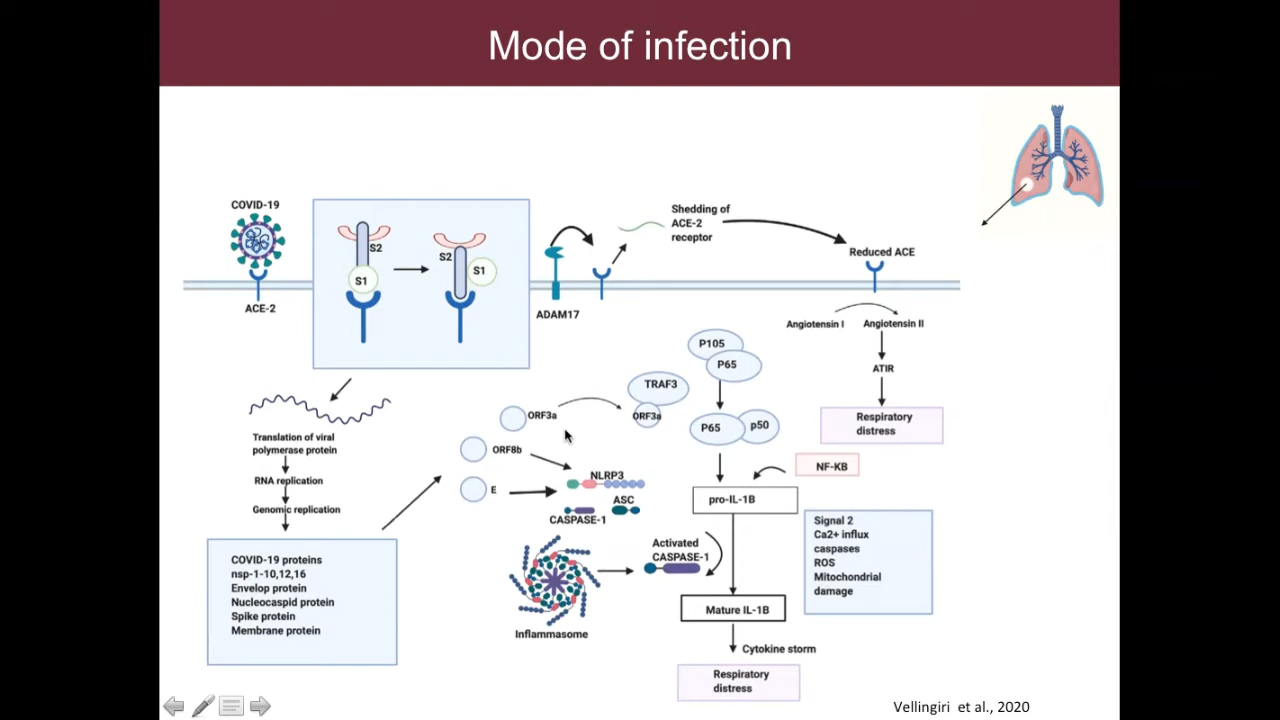 Mode of infection
COVID-19
ACE-2
S2
S1
S2
S1
ADAM17
Shedding of
ACE-2
receptor
Reduced ACE
Angiotensin I
Angiotensin II
ATIR
Respiratory
distress
Translation of viral
polymerase protein
RNA replication
Genomic replication
COVID-19 proteins
nsp-1-10,12,16
Envelop protein
Nucleocaspid protein
Spike protein
Membrane protein
ORF3a
ORF8b
E
TRAF3
ORF3a
NLRP3
ASC
CASPASE-1
Inflammasome
P105
P65
P65
p50
NF-KB
pro-IL-1B
Activated
CASPASE-1
Mature IL-1B
Cytokine storm
Respiratory
distress
Signal 2
Ca2+ influx
caspases
ROS
Mitochondrial
damage
Vellingiri et al., 2020